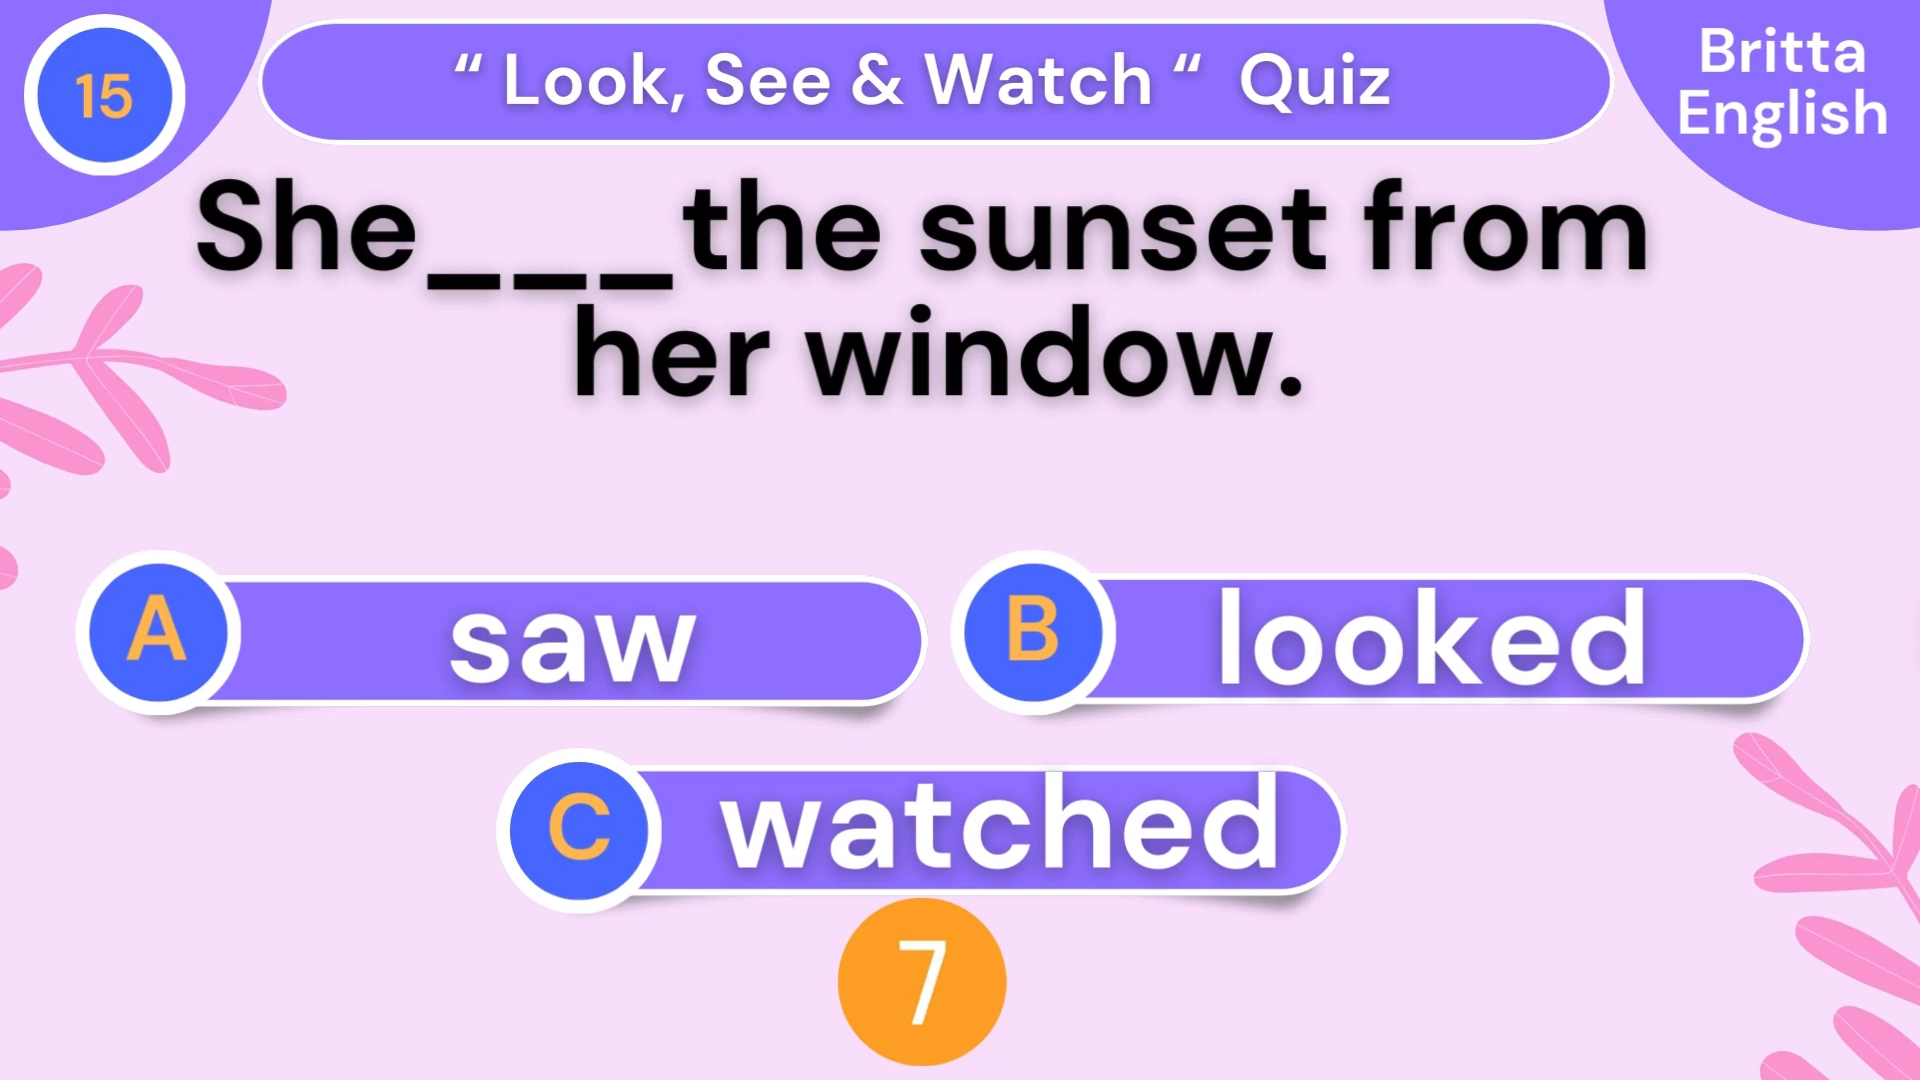 15
“ Look, See & Watch “ Quiz
Britta
English
She___the sunset from
her window.
A saw
B looked
C watched
7